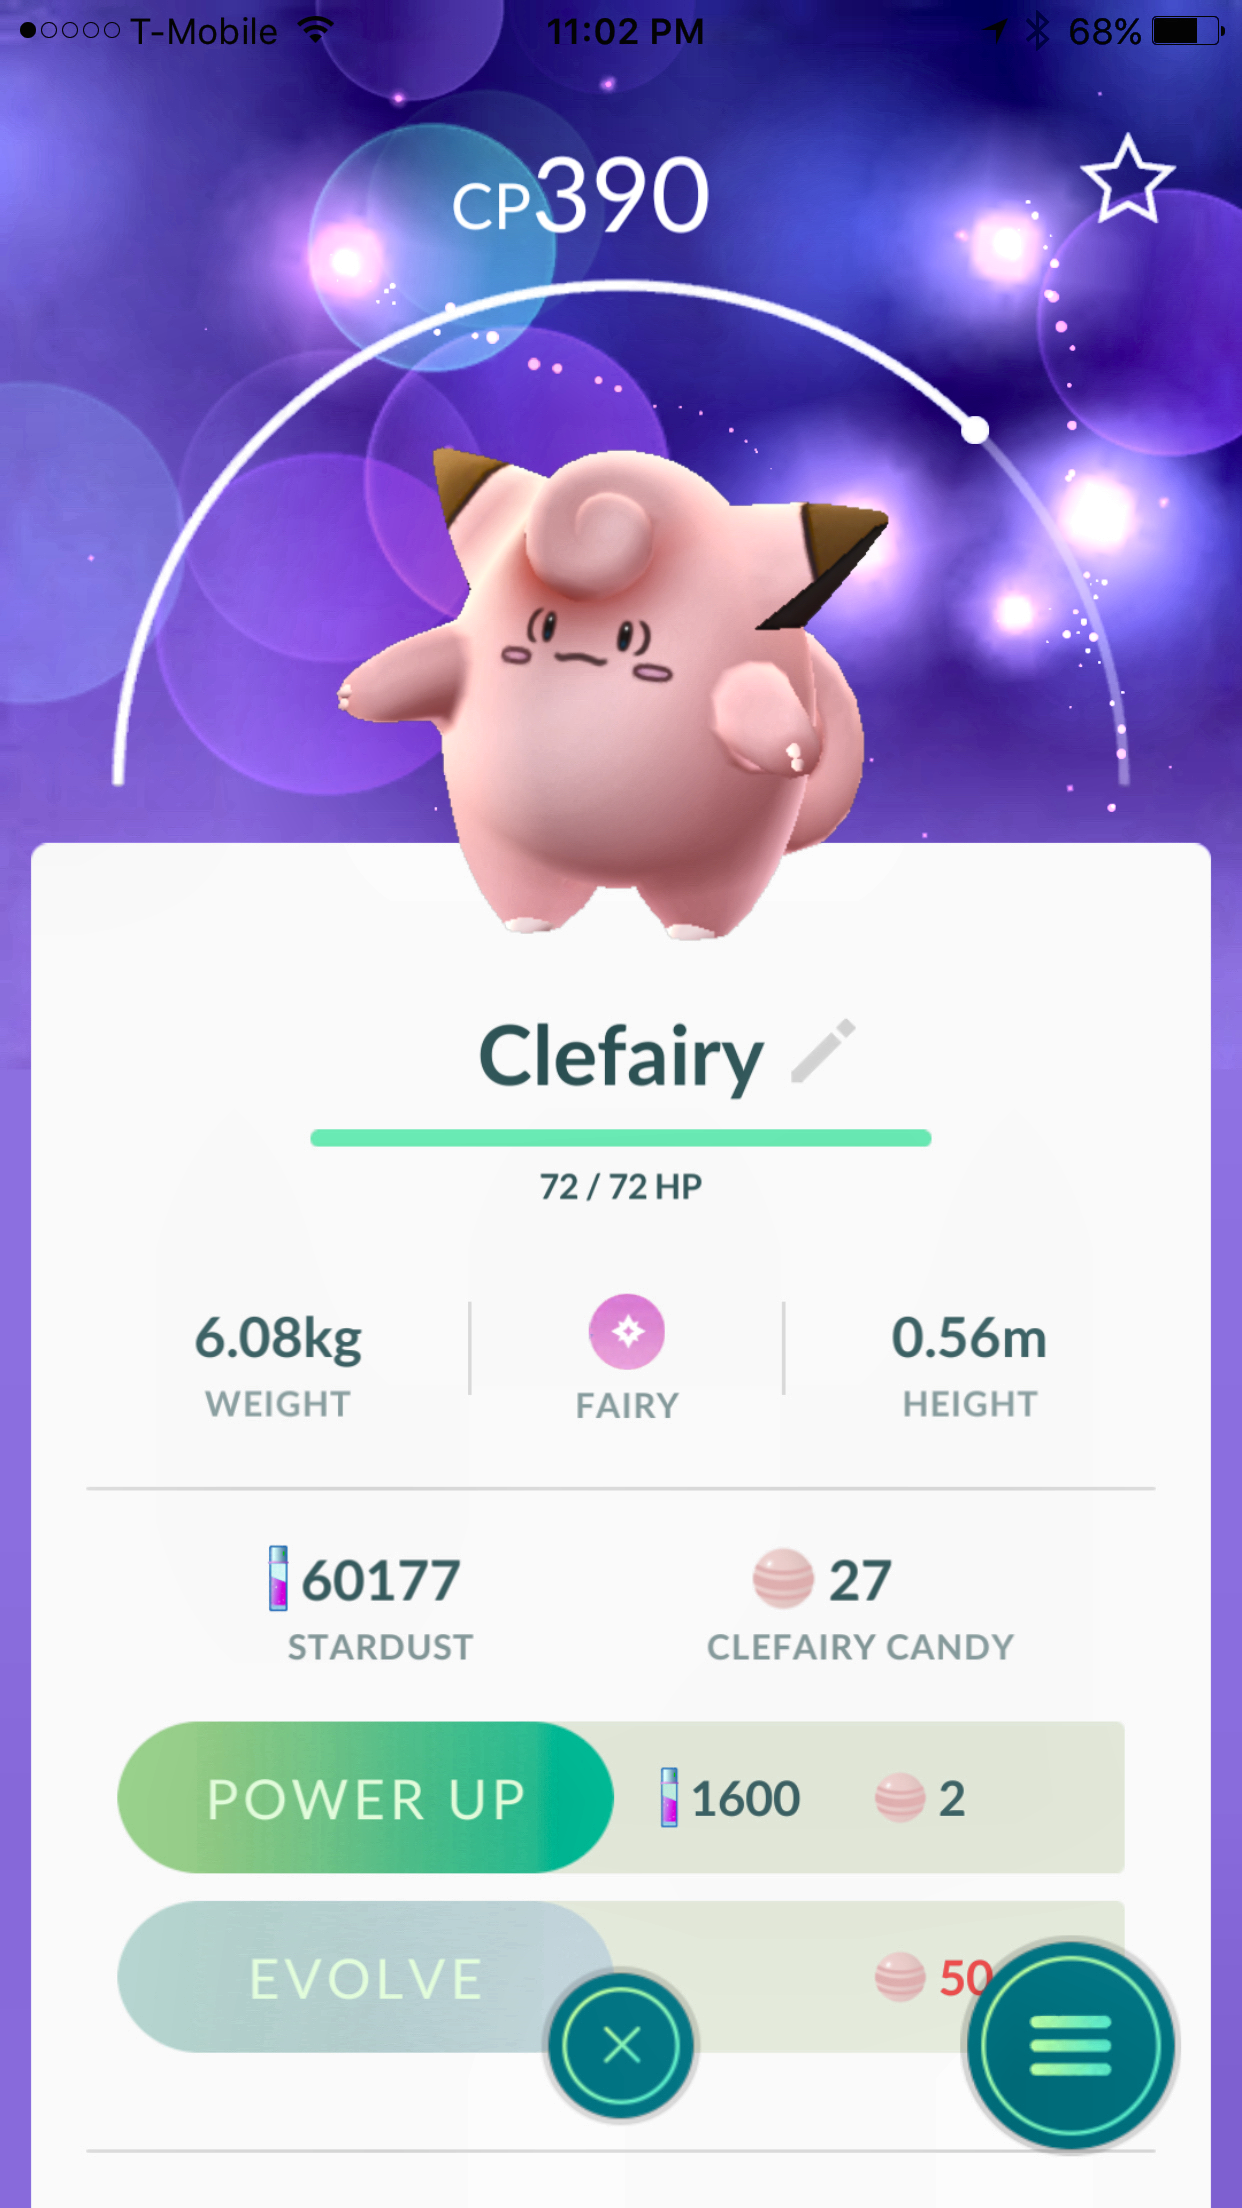 T-Mobile 11:02 PM 68%
CP390
Clefairy
72 / 72 HP
6.08kg 0.56m
WEIGHT FAIRY HEIGHT
60177 27
STARDUST CLEFAIRY CANDY
POWER UP 1600 2
EVOLVE 50